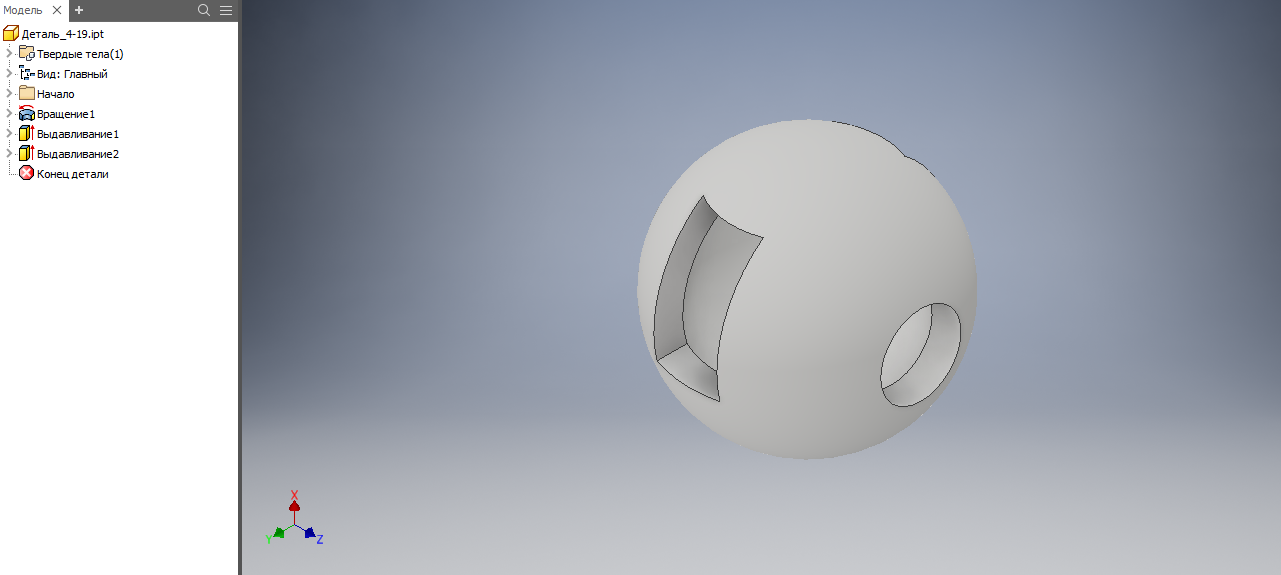 Модель
Деталь_4-19.ipt
Твердые тела(1)
Вид: Главный
Начало
Вращение1
Выдавливание1
Выдавливание2
Конец детали
X
Y
Z